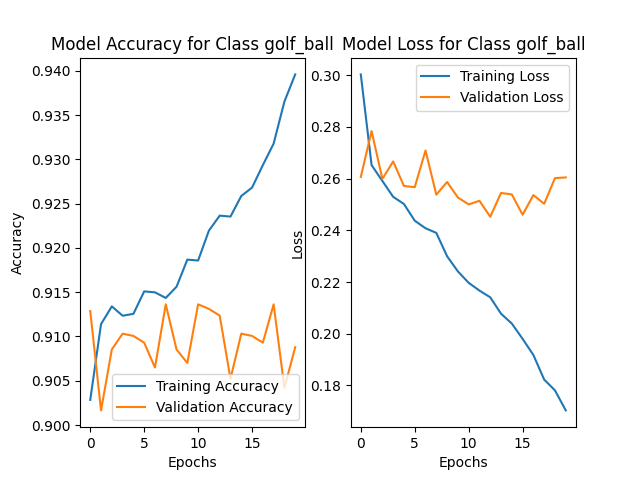 Model Accuracy for Class golf_ball
0.940
0.935
0.930
0.925
0.920
0.915
0.910
0.905
0.900
Accuracy
Training Accuracy
Validation Accuracy
0 5 10 15
Epochs
Model Loss for Class golf_ball
0.30
0.28
0.26
0.24
0.22
0.20
0.18
Loss
Training Loss
Validation Loss
0 5 10 15
Epochs